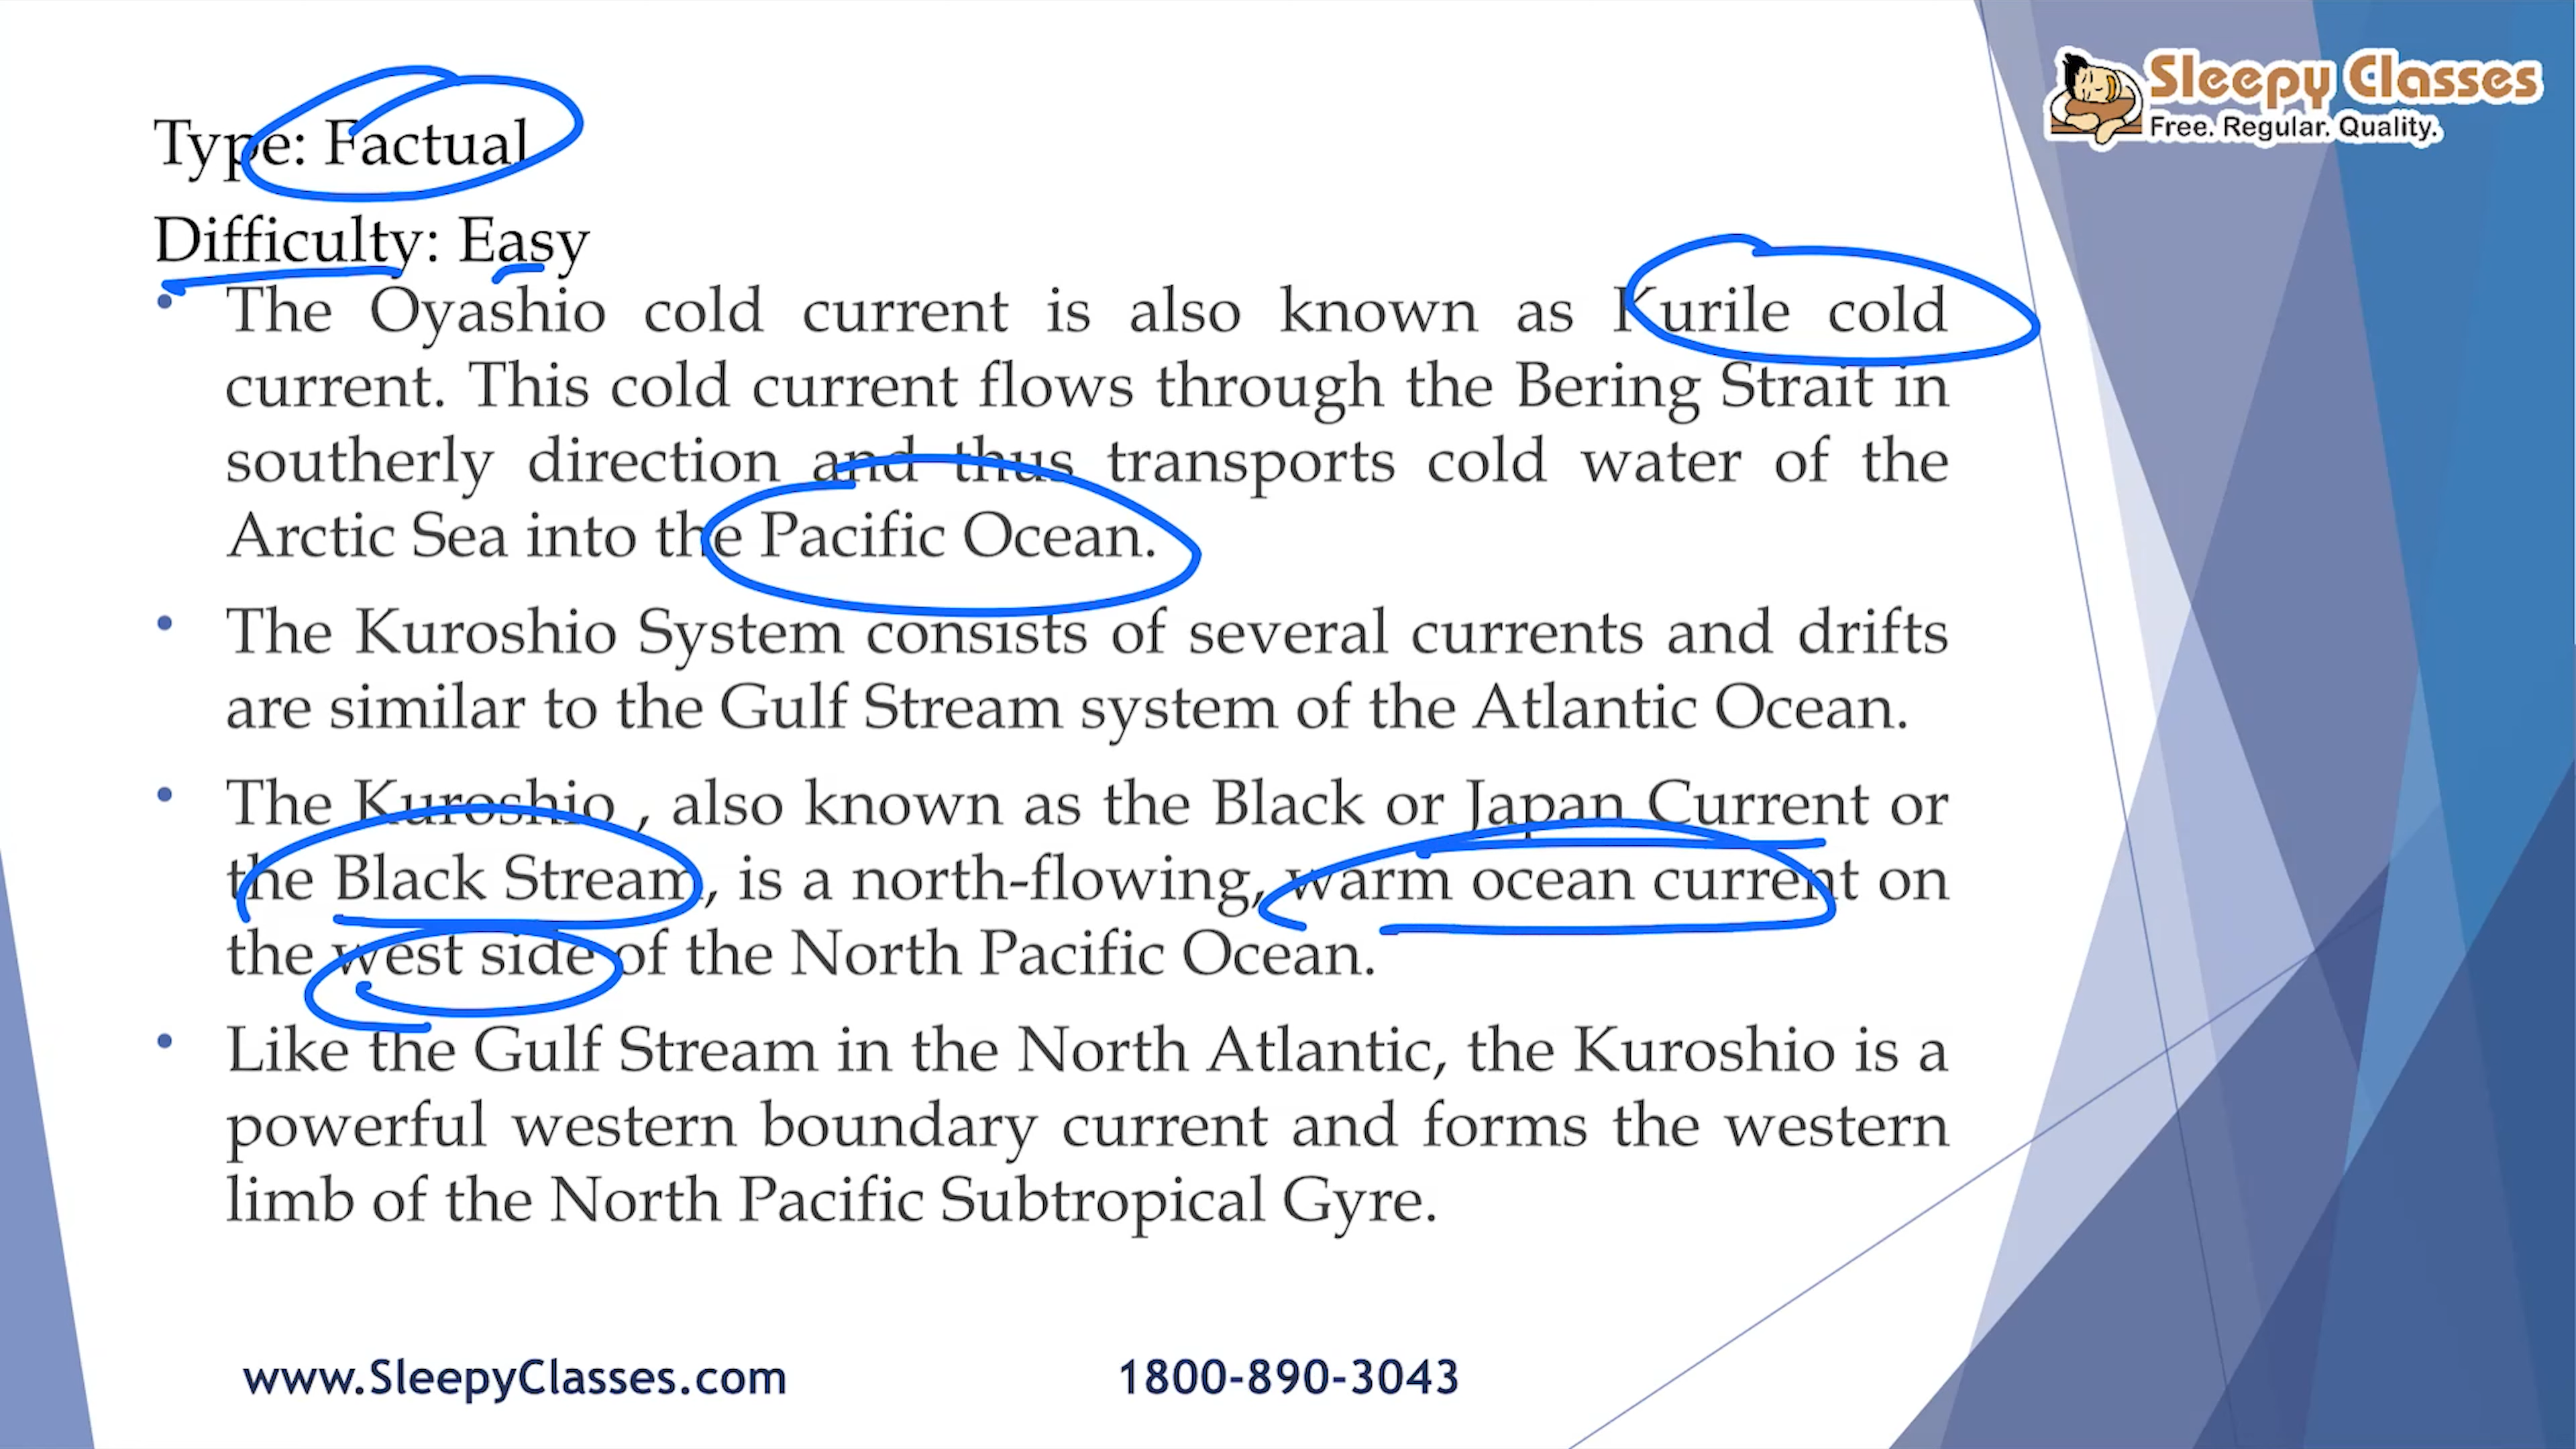 Sleepy Classes
Free. Regular. Quality.
Type: Factual
Difficulty: Easy
• The Oyashio cold current is also known as Kurile cold
current. This cold current flows through the Bering Strait in
southerly direction and thus transports cold water of the
Arctic Sea into the Pacific Ocean.
• The Kuroshio System consists of several currents and drifts
are similar to the Gulf Stream system of the Atlantic Ocean.
• The Kuroshio , also known as the Black or Japan Current or
the Black Stream, is a north-flowing, warm ocean current on
the west side of the North Pacific Ocean.
• Like the Gulf Stream in the North Atlantic, the Kuroshio is a
powerful western boundary current and forms the western
limb of the North Pacific Subtropical Gyre.
www.SleepyClasses.com 1800-890-3043